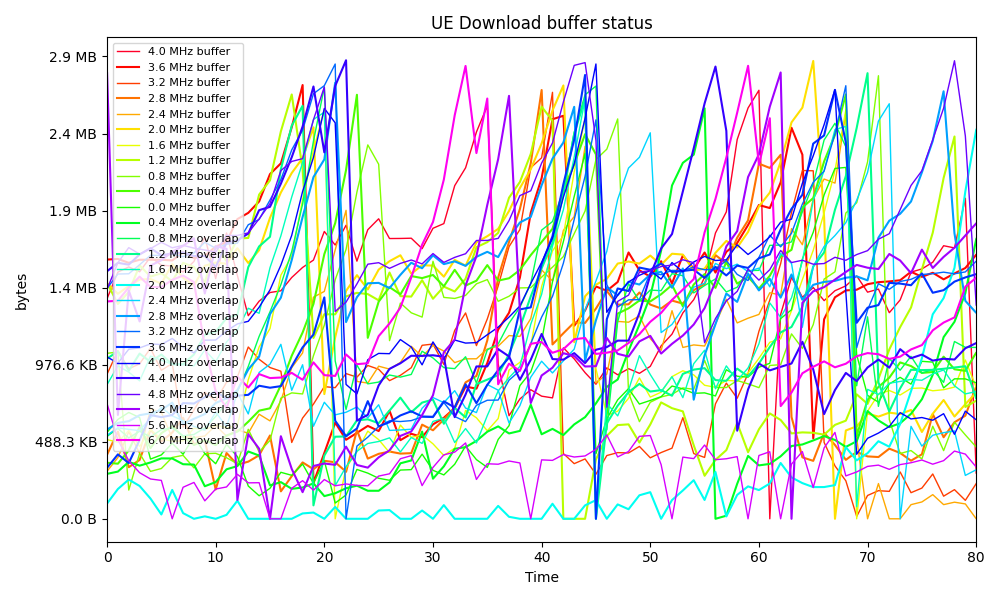 UE Download buffer status
2.9 MB
2.4 MB
1.9 MB
1.4 MB
976.6 KB
488.3 KB
0.0 B
bytes
4.0 MHz buffer
3.6 MHz buffer
3.2 MHz buffer
2.8 MHz buffer
2.4 MHz buffer
2.0 MHz buffer
1.6 MHz buffer
1.2 MHz buffer
0.8 MHz buffer
0.4 MHz buffer
0.0 MHz buffer
0.4 MHz overlap
0.8 MHz overlap
1.2 MHz overlap
1.6 MHz overlap
2.0 MHz overlap
2.4 MHz overlap
2.8 MHz overlap
3.2 MHz overlap
3.6 MHz overlap
4.0 MHz overlap
4.4 MHz overlap
4.8 MHz overlap
5.2 MHz overlap
5.6 MHz overlap
6.0 MHz overlap
0 10 20 30 40 50 60 70 80
Time